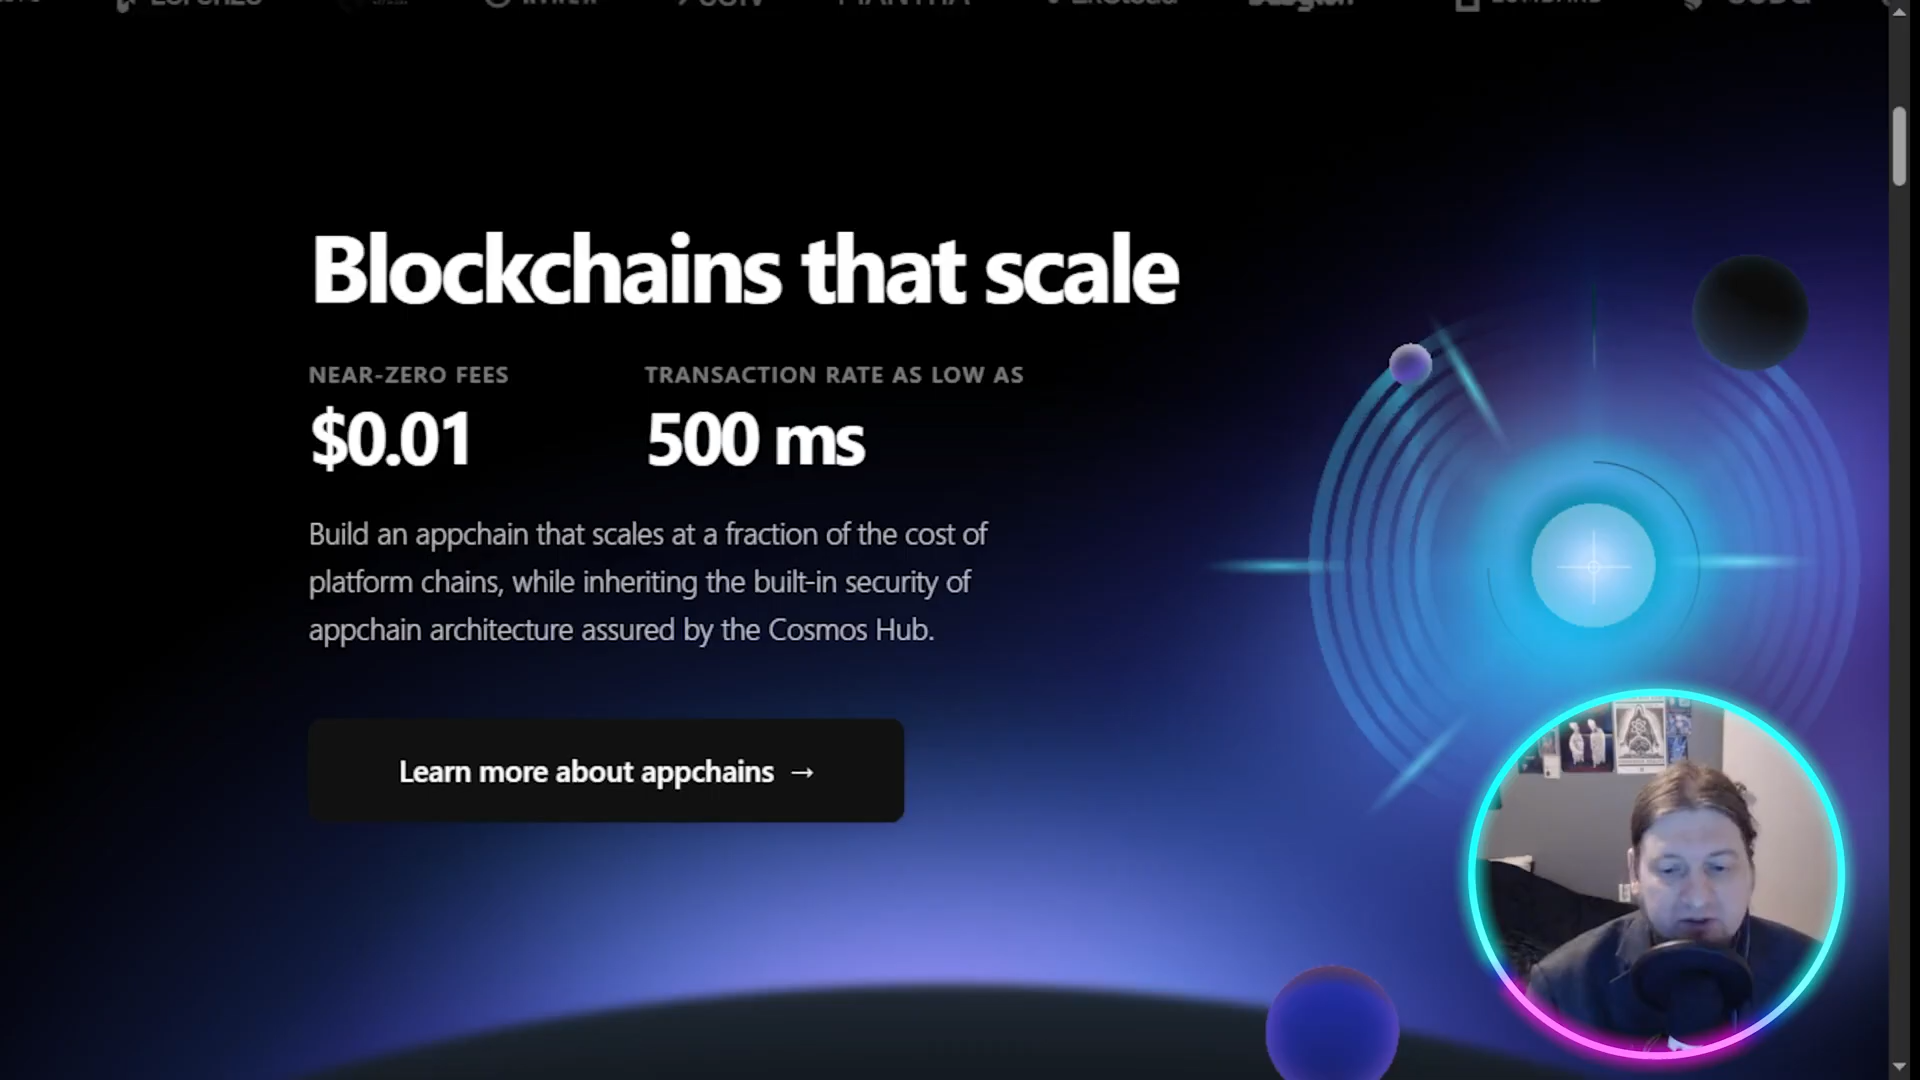 MANTRA
Blockchains that scale
NEAR-ZERO FEES
TRANSACTION RATE AS LOW AS
$0.01
500 ms
Build an appchain that scales at a fraction of the cost of
platform chains, while inheriting the built-in security of
appchain architecture assured by the Cosmos Hub.
Learn more about appchains →